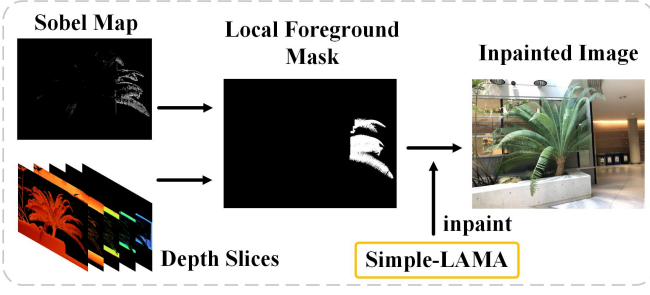 Sobel Map
Local Foreground
Mask
Inpainted Image
Depth Slices
inpaint
Simple-LAMA